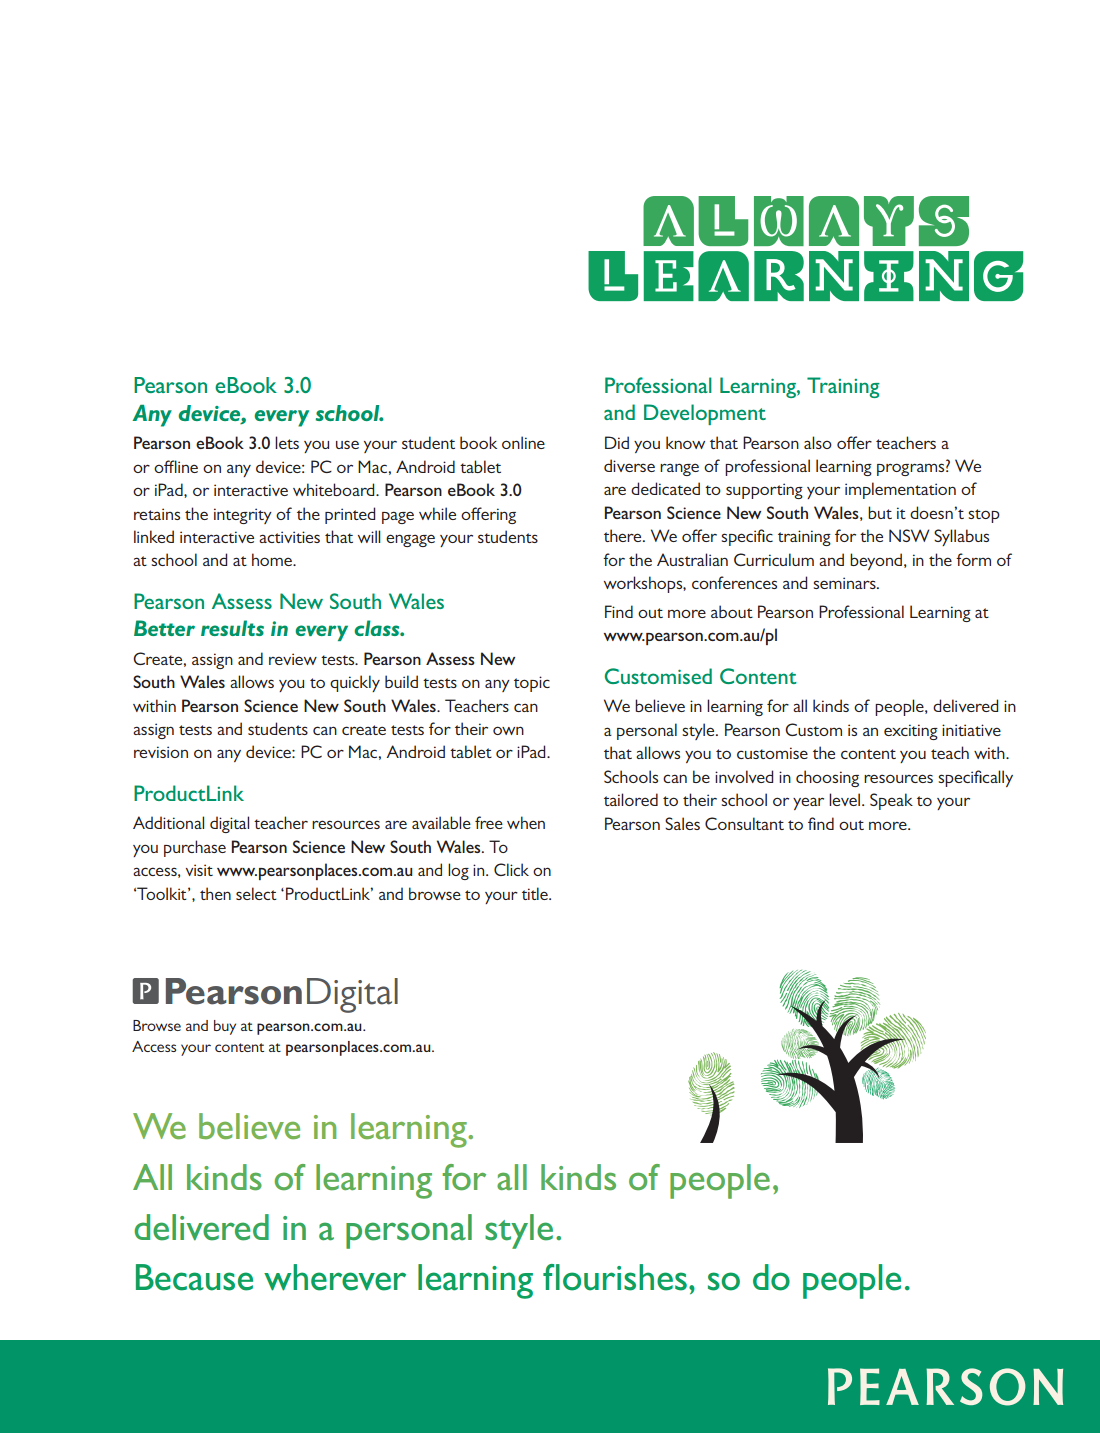 ALWAYS
LEARNING
Pearson eBook 3.0
Any device, every school.
Pearson eBook 3.0 lets you use your student book online
or offline on any device: PC or Mac, Android tablet
or iPad, or interactive whiteboard. Pearson eBook 3.0
retains the integrity of the printed page while offering
linked interactive activities that will engage your students
at school and at home.
Pearson Assess New South Wales
Better results in every class.
Create, assign and review tests. Pearson Assess New
South Wales allows you to quickly build tests on any topic
within Pearson Science New South Wales. Teachers can
assign tests and students can create tests for their own
revision on any device: PC or Mac, Android tablet or iPad.
ProductLink
Additional digital teacher resources are available free when
you purchase Pearson Science New South Wales. To
access, visit www.pearsonplaces.com.au and log in. Click on
‘Toolkit’, then select ‘ProductLink’ and browse to your title.
Professional Learning, Training
and Development
Did you know that Pearson also offer teachers a
diverse range of professional learning programs? We
are dedicated to supporting your implementation of
Pearson Science New South Wales, but it doesn’t stop
there. We offer specific training for the NSW Syllabus
for the Australian Curriculum and beyond, in the form of
workshops, conferences and seminars.
Find out more about Pearson Professional Learning at
www.pearson.com.au/pl
Customised Content
We believe in learning for all kinds of people, delivered in
a personal style. Pearson Custom is an exciting initiative
that allows you to customise the content you teach with.
Schools can be involved in choosing resources specifically
tailored to their school or year level. Speak to your
Pearson Sales Consultant to find out more.
P PearsonDigital
Browse and buy at pearson.com.au.
Access your content at pearsonplaces.com.au.
We believe in learning.
All kinds of learning for all kinds of people,
delivered in a personal style.
Because wherever learning flourishes, so do people.
PEARSON